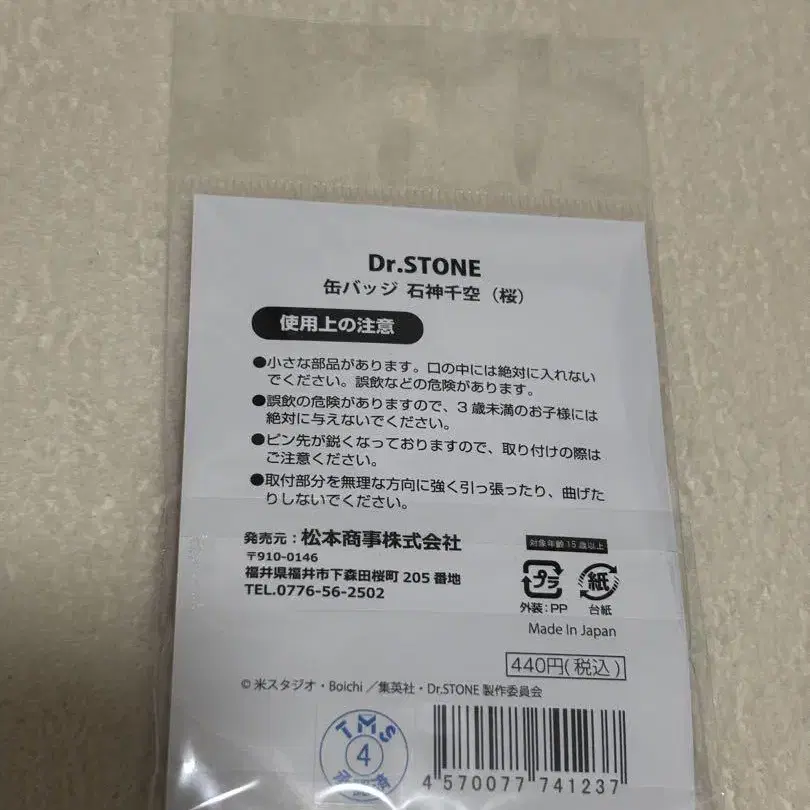 Dr.STONE
缶バッジ 石神千空（桜）
使用上の注意
●小さな部品があります。口の中には絶対に入れない
でください。誤飲などの危険があります。
●誤飲の危険がありますので、3歳未満のお子様には
絶対に与えないでください。
●ピン先が鋭くなっておりますので、取り付けの際は
ご注意ください。
●取付部分を無理な方向に強く引っ張ったり、曲げた
りしないでください。
発売元：松本商事株式会社
〒910-0146
福井県福井市下森田桜町205番地
TEL.0776-56-2502
対象年齢15歳以上
プラ
紙
外装：PP
台紙
Made In Japan
440円(税込)
© 米スタジオ・Boichi／集英社・Dr.STONE 製作委員会
TMS
4
4 570077 741237